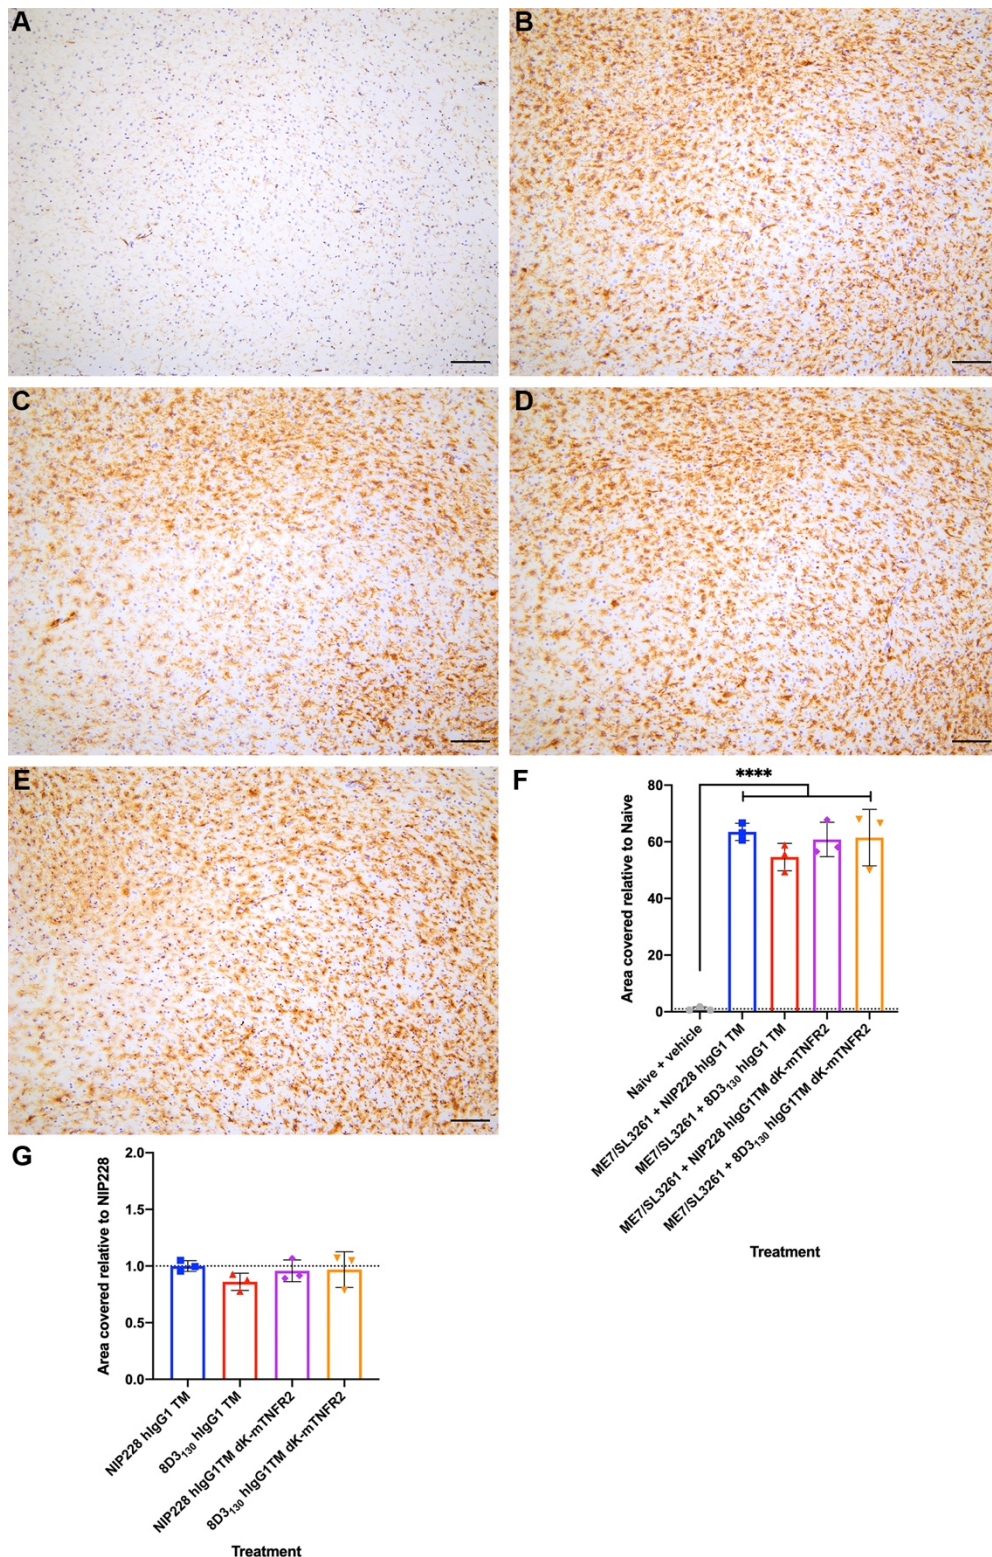 A
B
C
D
E
F
Area covered relative to Naive
80
60
40
20
0
****
Naive + vehicle
ME7/SL3261 + NIP228 hIgG1 TM
ME7/SL3261 + 8D3₁₃₀ hIgG1 TM
ME7/SL3261 + NIP228 hIgG1TM dK-mTNFR2
ME7/SL3261 + 8D3₁₃₀ hIgG1TM dK-mTNFR2
Treatment
G
Area covered relative to NIP228
2.0
1.5
1.0
0.5
0.0
NIP228 hIgG1 TM
8D3₁₃₀ hIgG1 TM
NIP228 hIgG1TM dK-mTNFR2
8D3₁₃₀ hIgG1TM dK-mTNFR2
Treatment